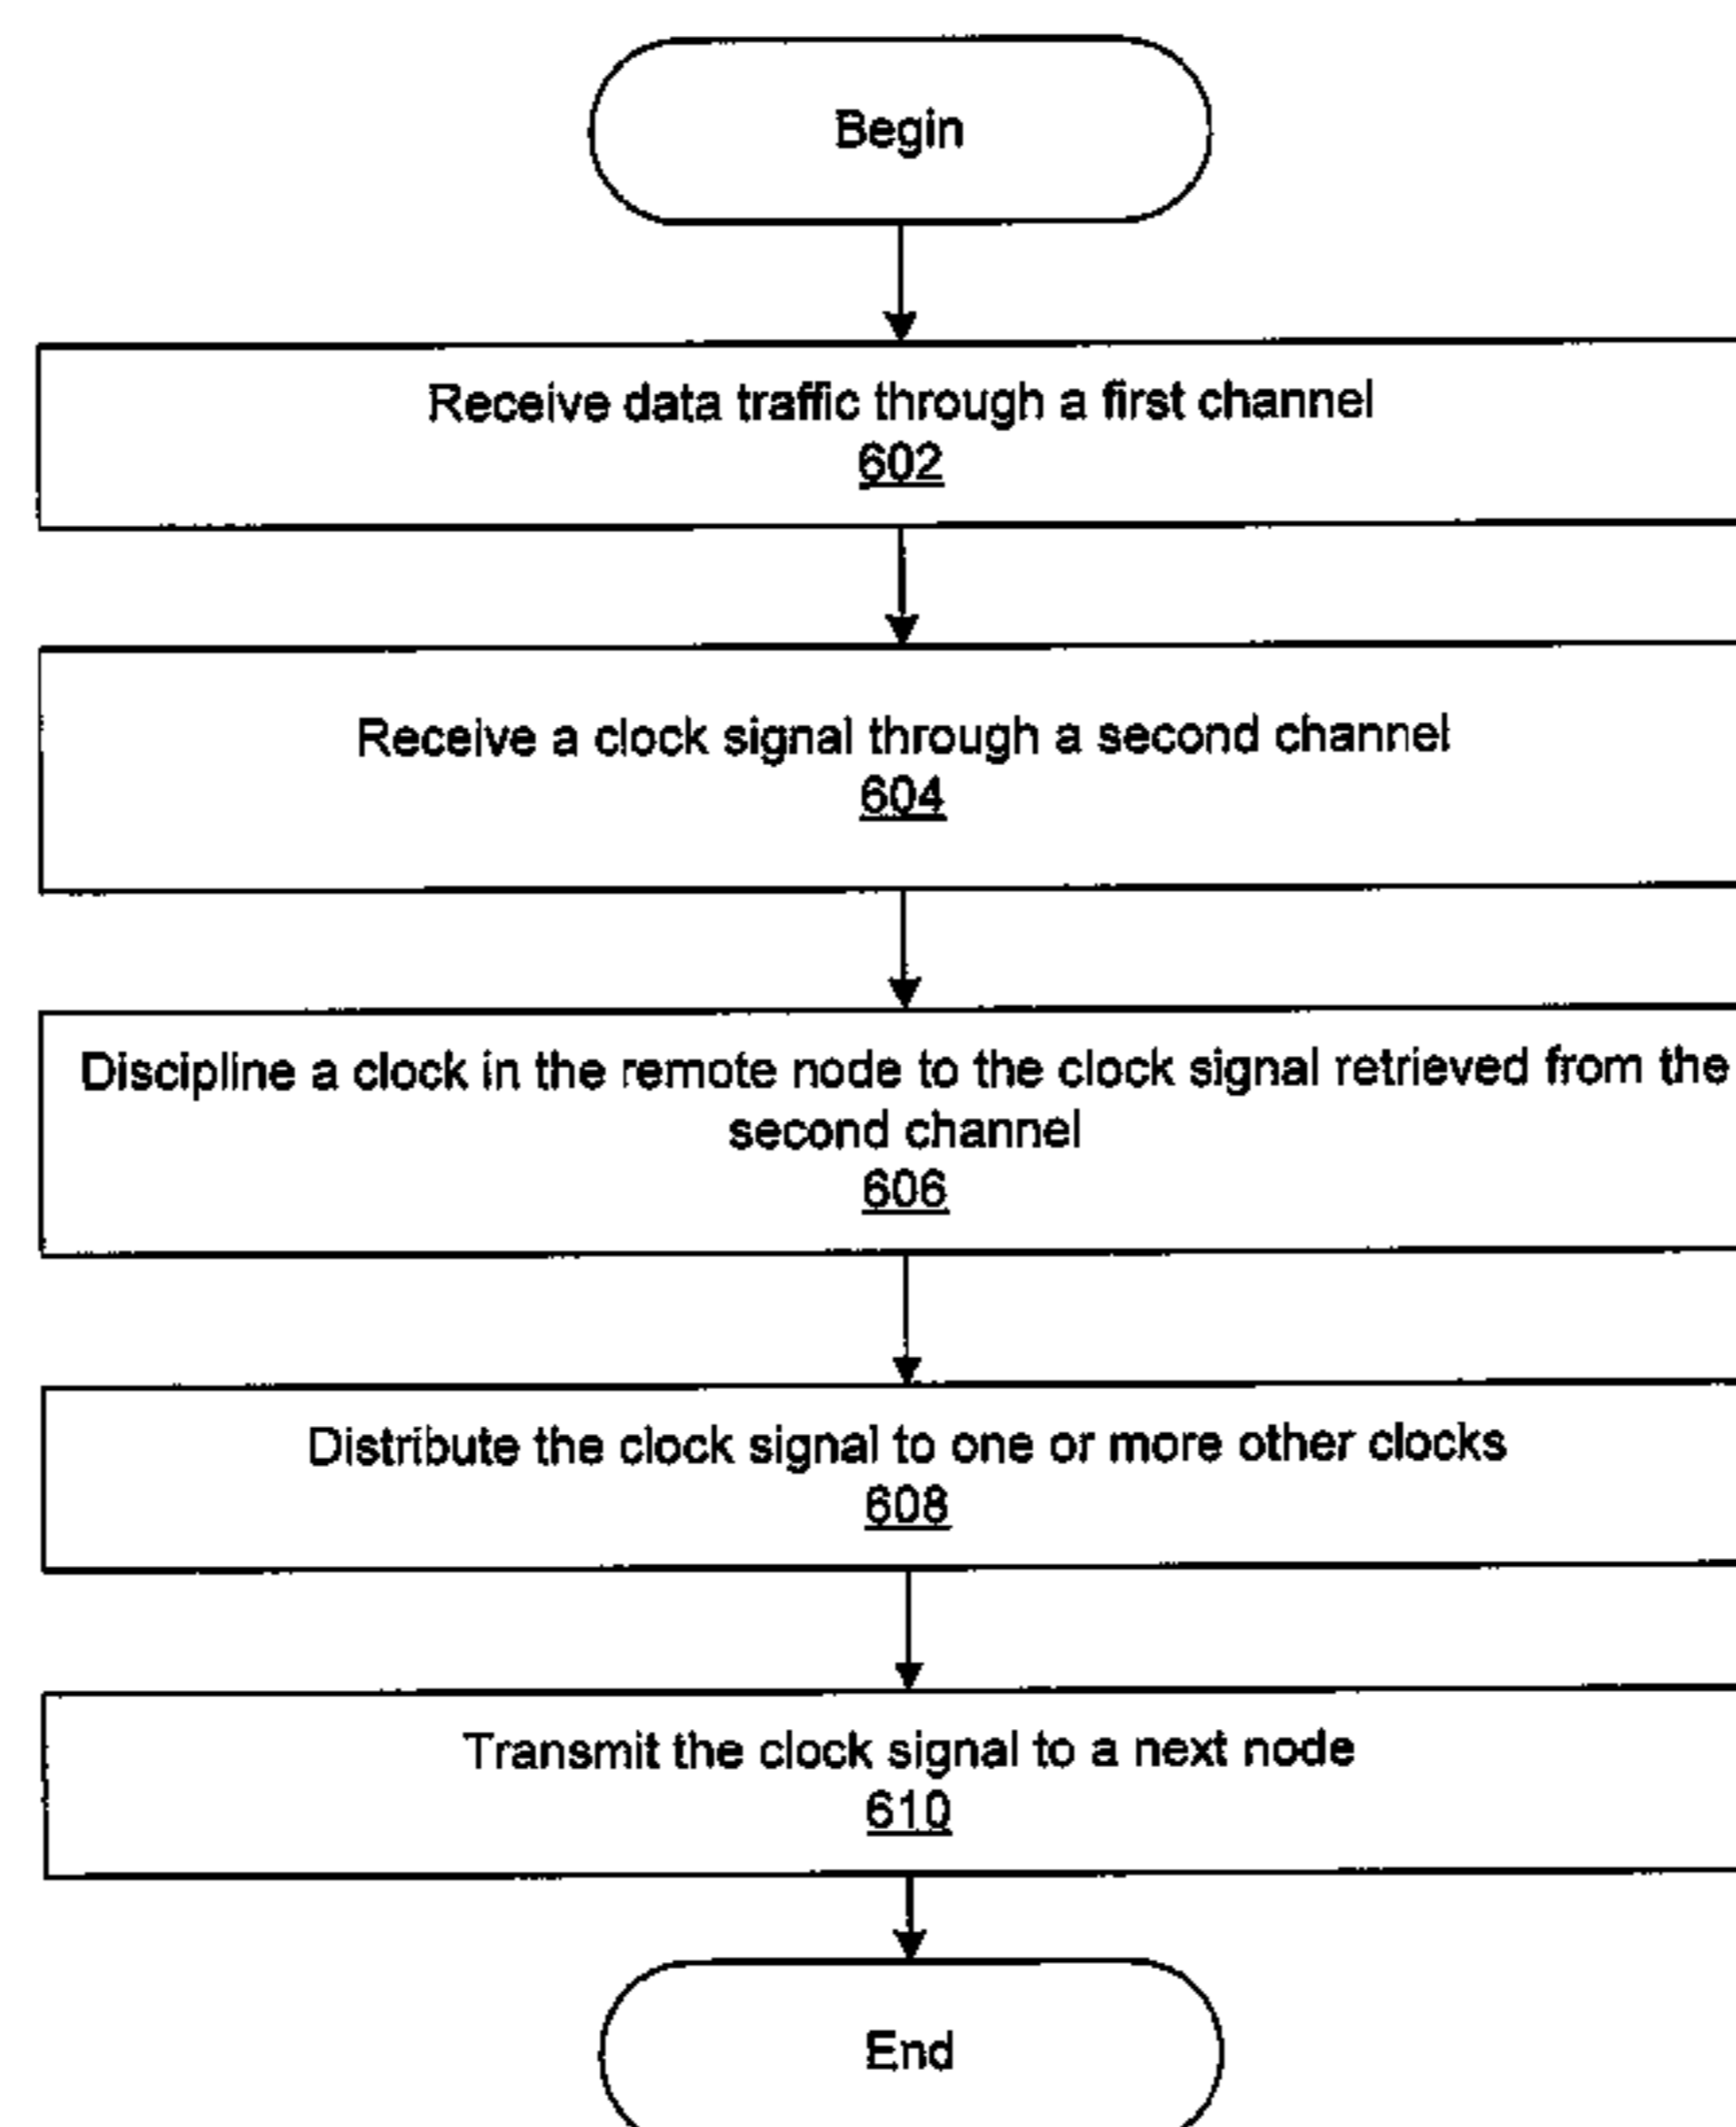 Begin
Receive data traffic through a first channel
602
Receive a clock signal through a second channel
604
Discipline a clock in the remote node to the clock signal retrieved from the
second channel
606
Distribute the clock signal to one or more other clocks
608
Transmit the clock signal to a next node
610
End